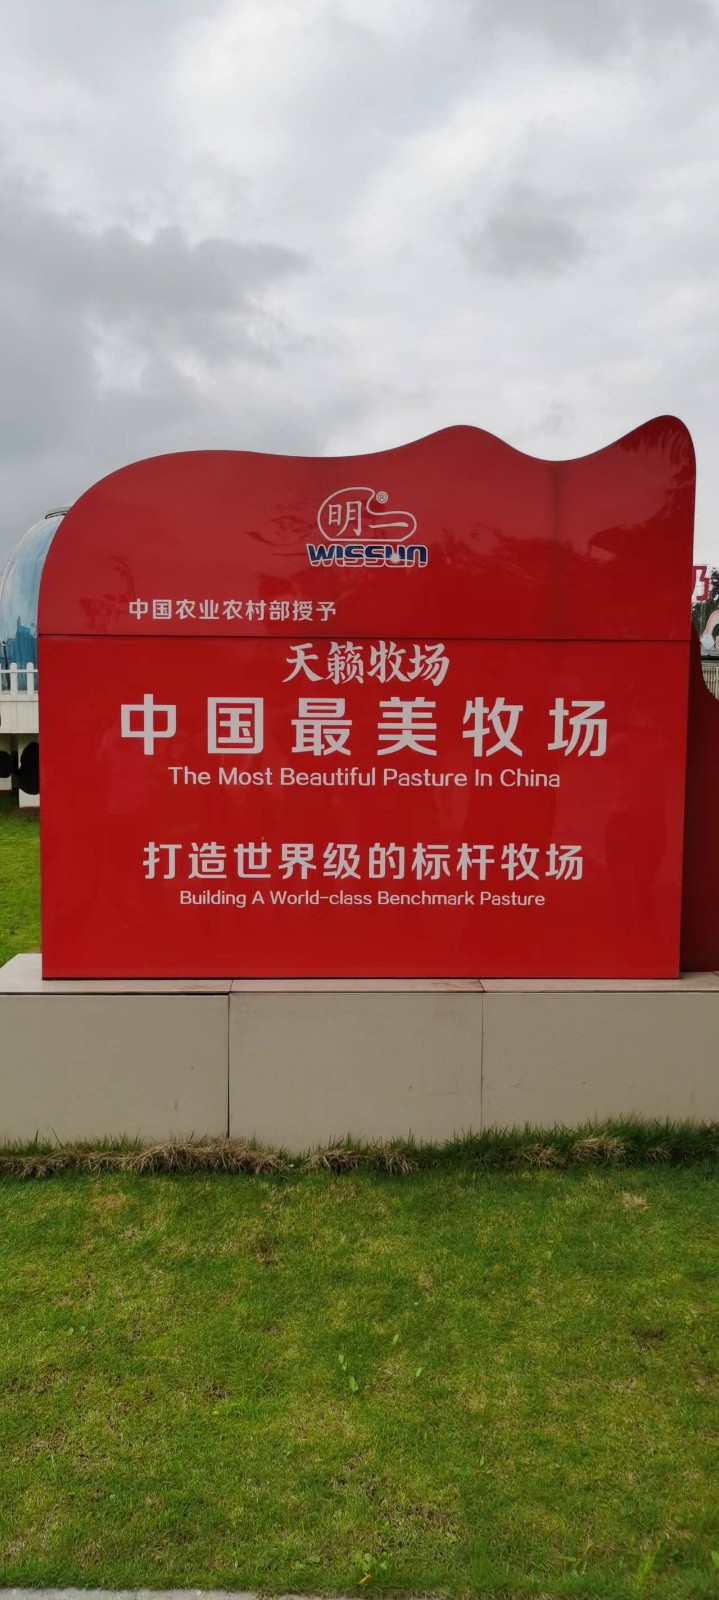 明一®
WISSUN
中国农业农村部授予
天籁牧场
中国最美牧场
The Most Beautiful Pasture In China
打造世界级的标杆牧场
Building A World-class Benchmark Pasture